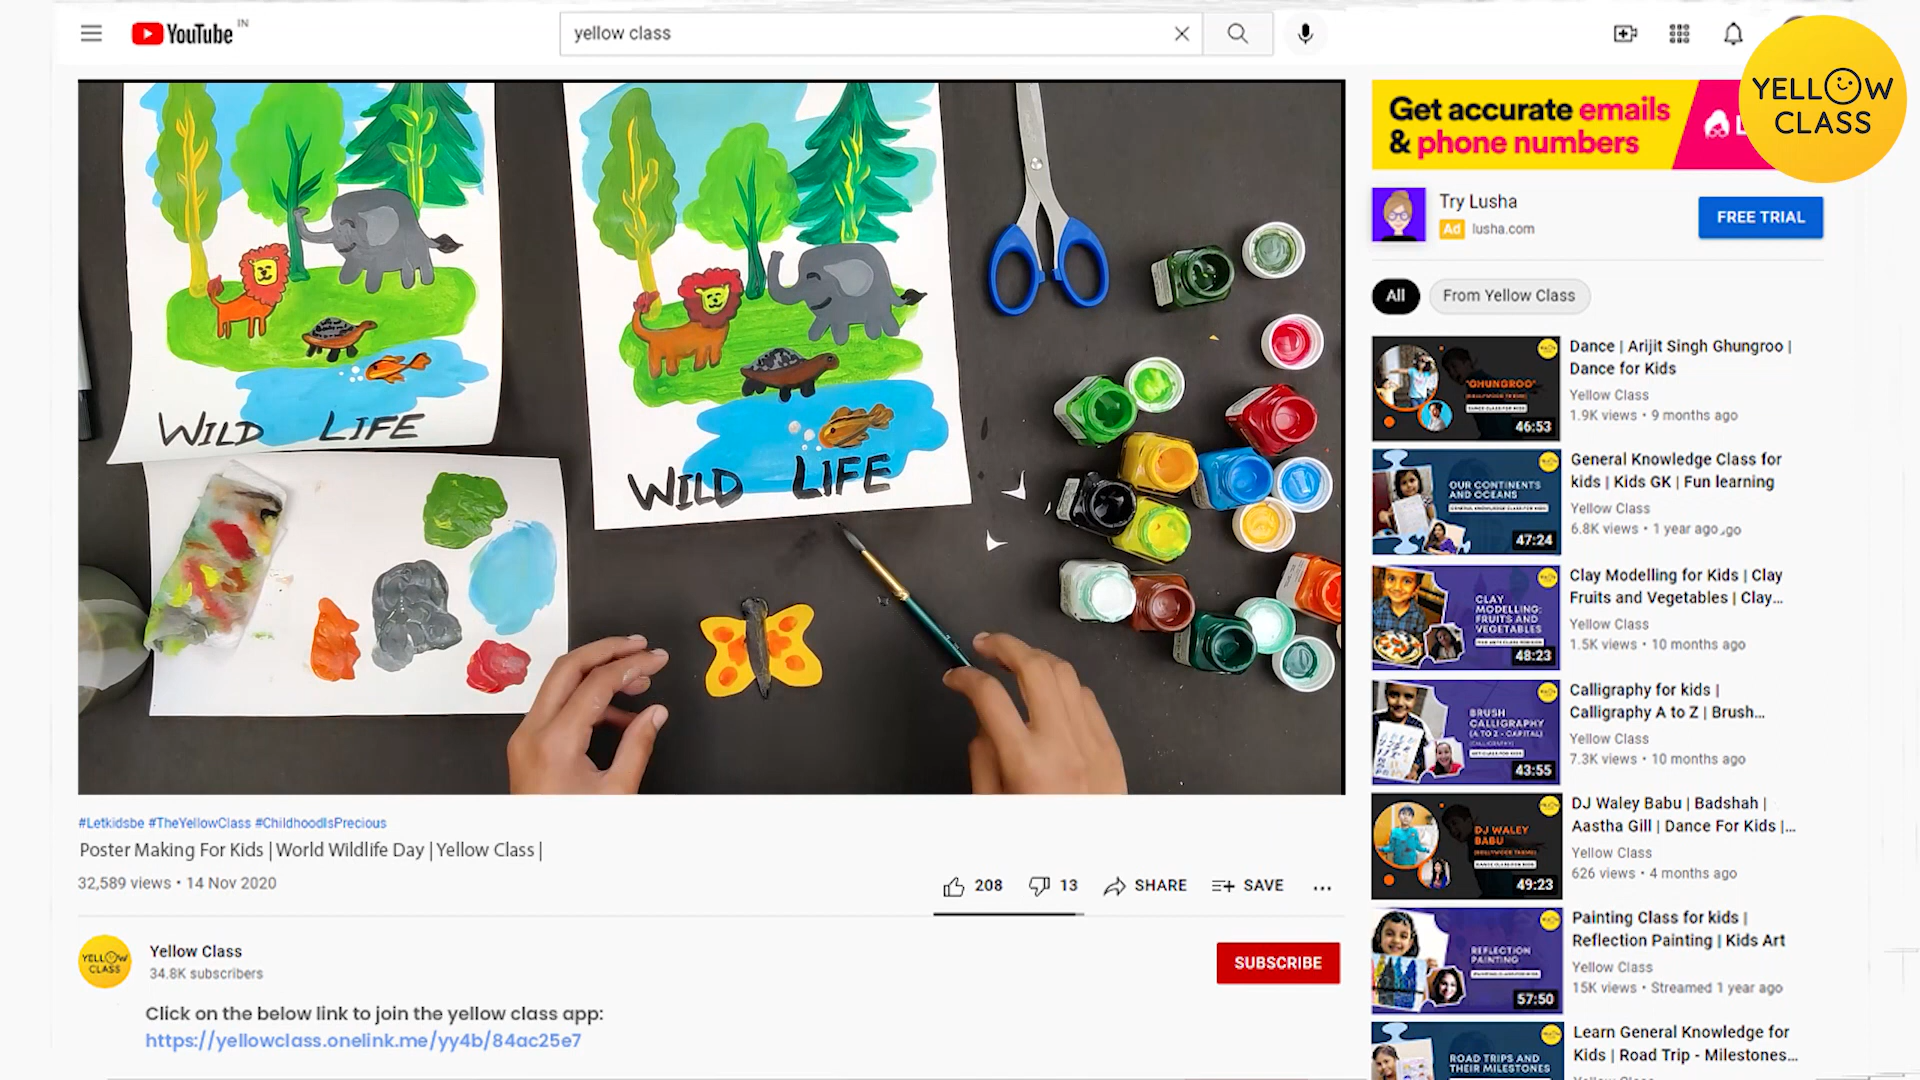 YouTube IN
yellow class
YELLOW
CLASS
WILD LIFE
WILD LIFE
#Letkidsbe #TheYellowClass #ChildhoodIsPrecious
Poster Making For Kids | World Wildlife Day | Yellow Class |
32,589 views • 14 Nov 2020
208
13
SHARE
SAVE
YELLOW
CLASS
Yellow Class
34.8K subscribers
SUBSCRIBE
Click on the below link to join the yellow class app:
https://yellowclass.onelink.me/yy4b/84ac25e7
Get accurate emails
& phone numbers
Try Lusha
Ad lusha.com
FREE TRIAL
All
From Yellow Class
"GHUNGROO"
46:53
Dance | Arijit Singh Ghungroo |
Dance for Kids
Yellow Class
1.9K views • 9 months ago
OUR CONTINENTS
AND OCEANS
GENERAL KNOWLEDGE CLASS FOR KIDS
47:24
General Knowledge Class for
kids | Kids GK | Fun learning
Yellow Class
6.8K views • 1 year ago
CLAY
MODELLING:
FRUITS AND
VEGETABLES
48:23
Clay Modelling for Kids | Clay
Fruits and Vegetables | Clay...
Yellow Class
1.5K views • 10 months ago
BRUSH
CALLIGRAPHY
(A TO Z - CAPITAL)
43:55
Calligraphy for kids |
Calligraphy A to Z | Brush...
Yellow Class
7.3K views • 10 months ago
DJ WALEY
BABU
49:23
DJ Waley Babu | Badshah |
Aastha Gill | Dance For Kids |...
Yellow Class
626 views • 4 months ago
REFLECTION
PAINTING
57:50
Painting Class for kids |
Reflection Painting | Kids Art
Yellow Class
15K views • Streamed 1 year ago
ROAD TRIPS AND
THEIR MILESTONES
Learn General Knowledge for
Kids | Road Trip - Milestones...